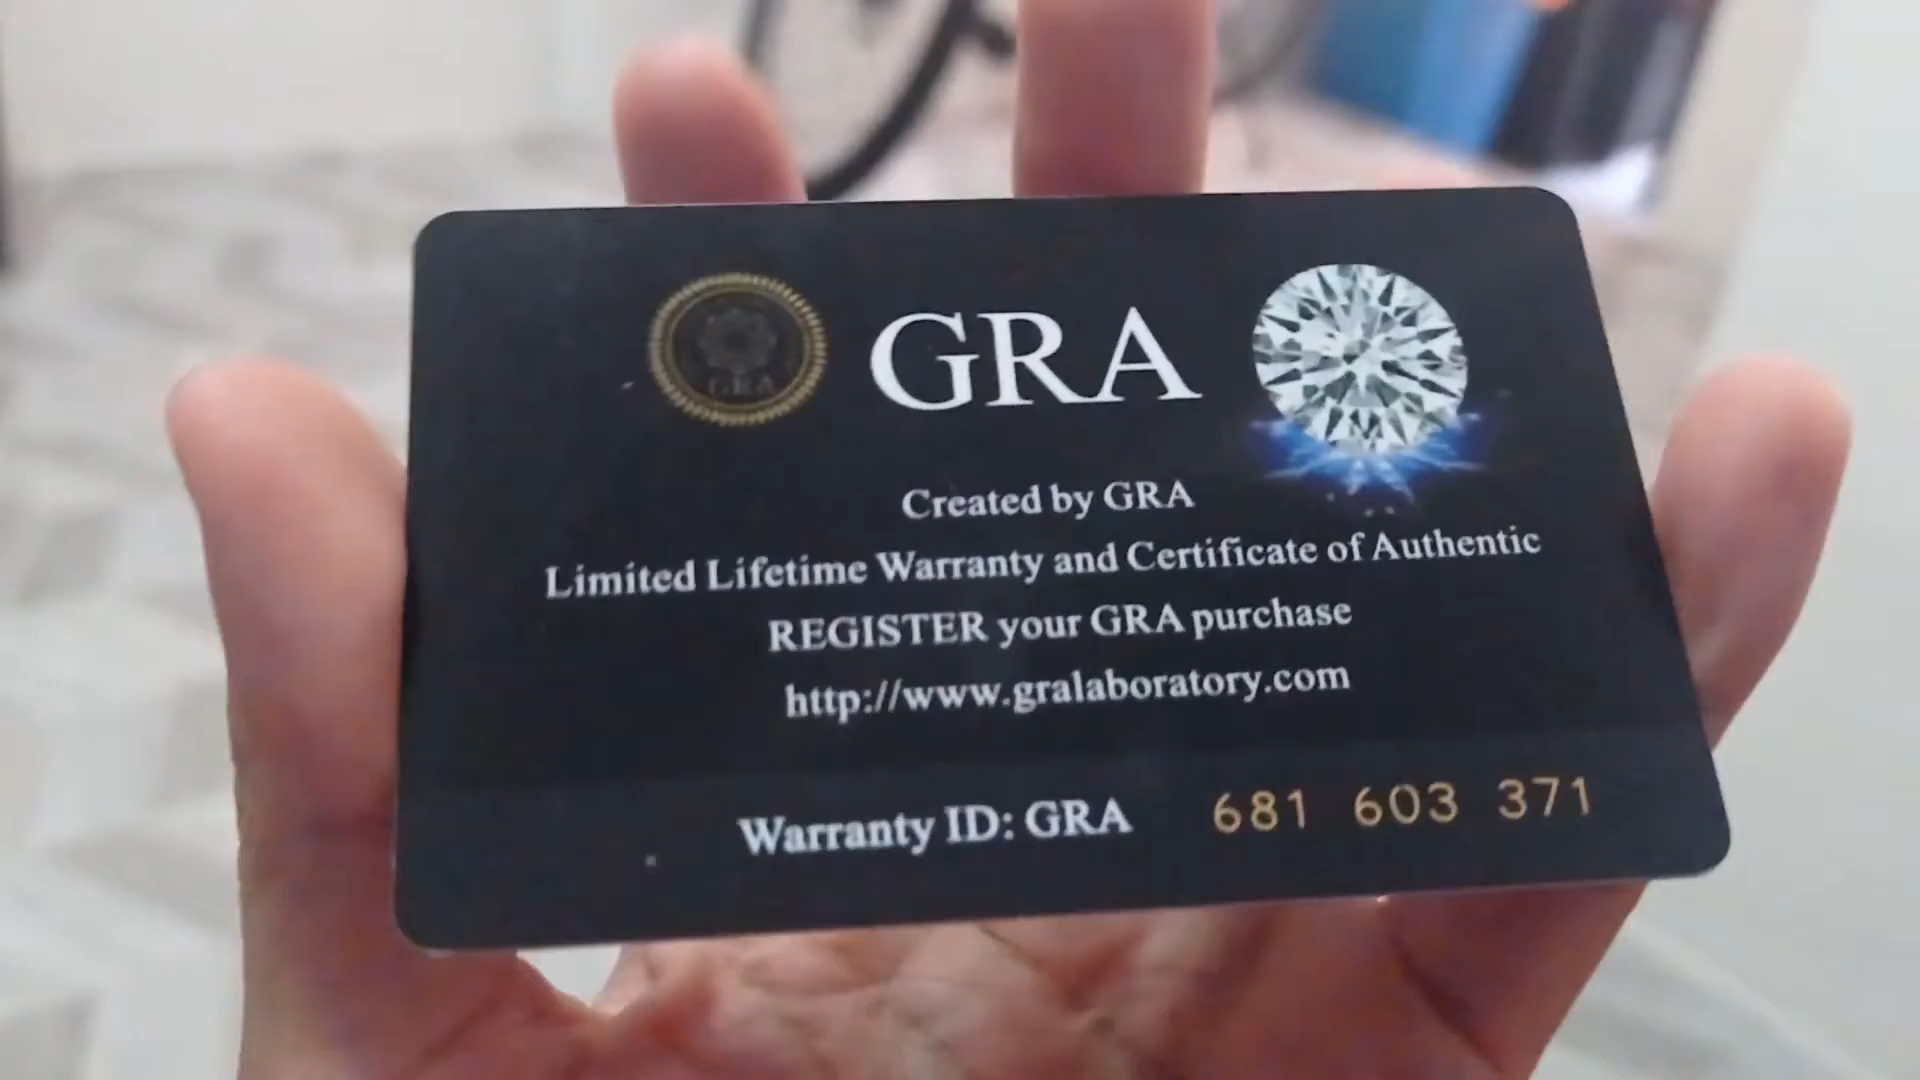 GRA
GRA
Created by GRA
Limited Lifetime Warranty and Certificate of Authentic
REGISTER your GRA purchase
http://www.gralaboratory.com
Warranty ID: GRA 681 603 371